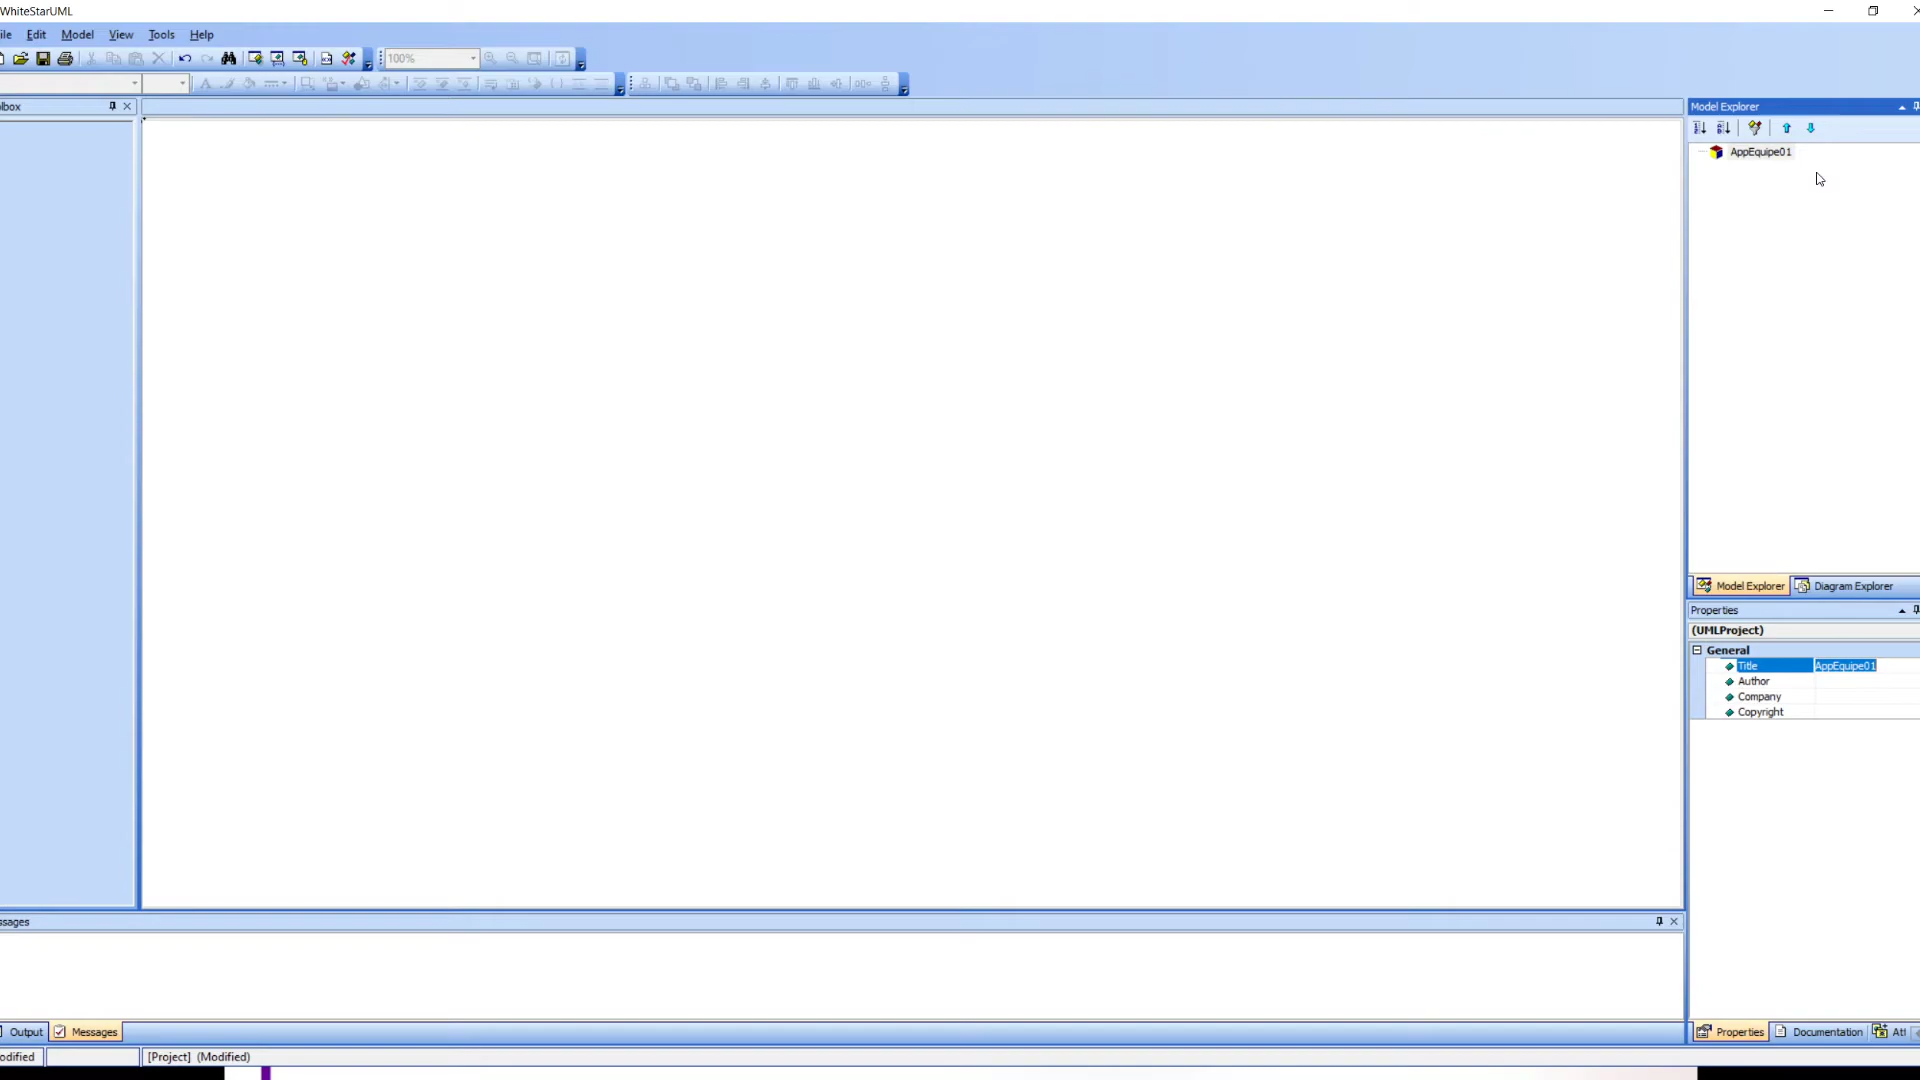 WhiteStarUML
ile Edit Model View Tools Help
100%
lbox
Model Explorer
AppEquipe01
Model Explorer Diagram Explorer
Properties
(UMLProject)
General
Title AppEquipe01
Author
Company
Copyright
ssages
Output Messages
Properties Documentation Att
odified [Project] (Modified)